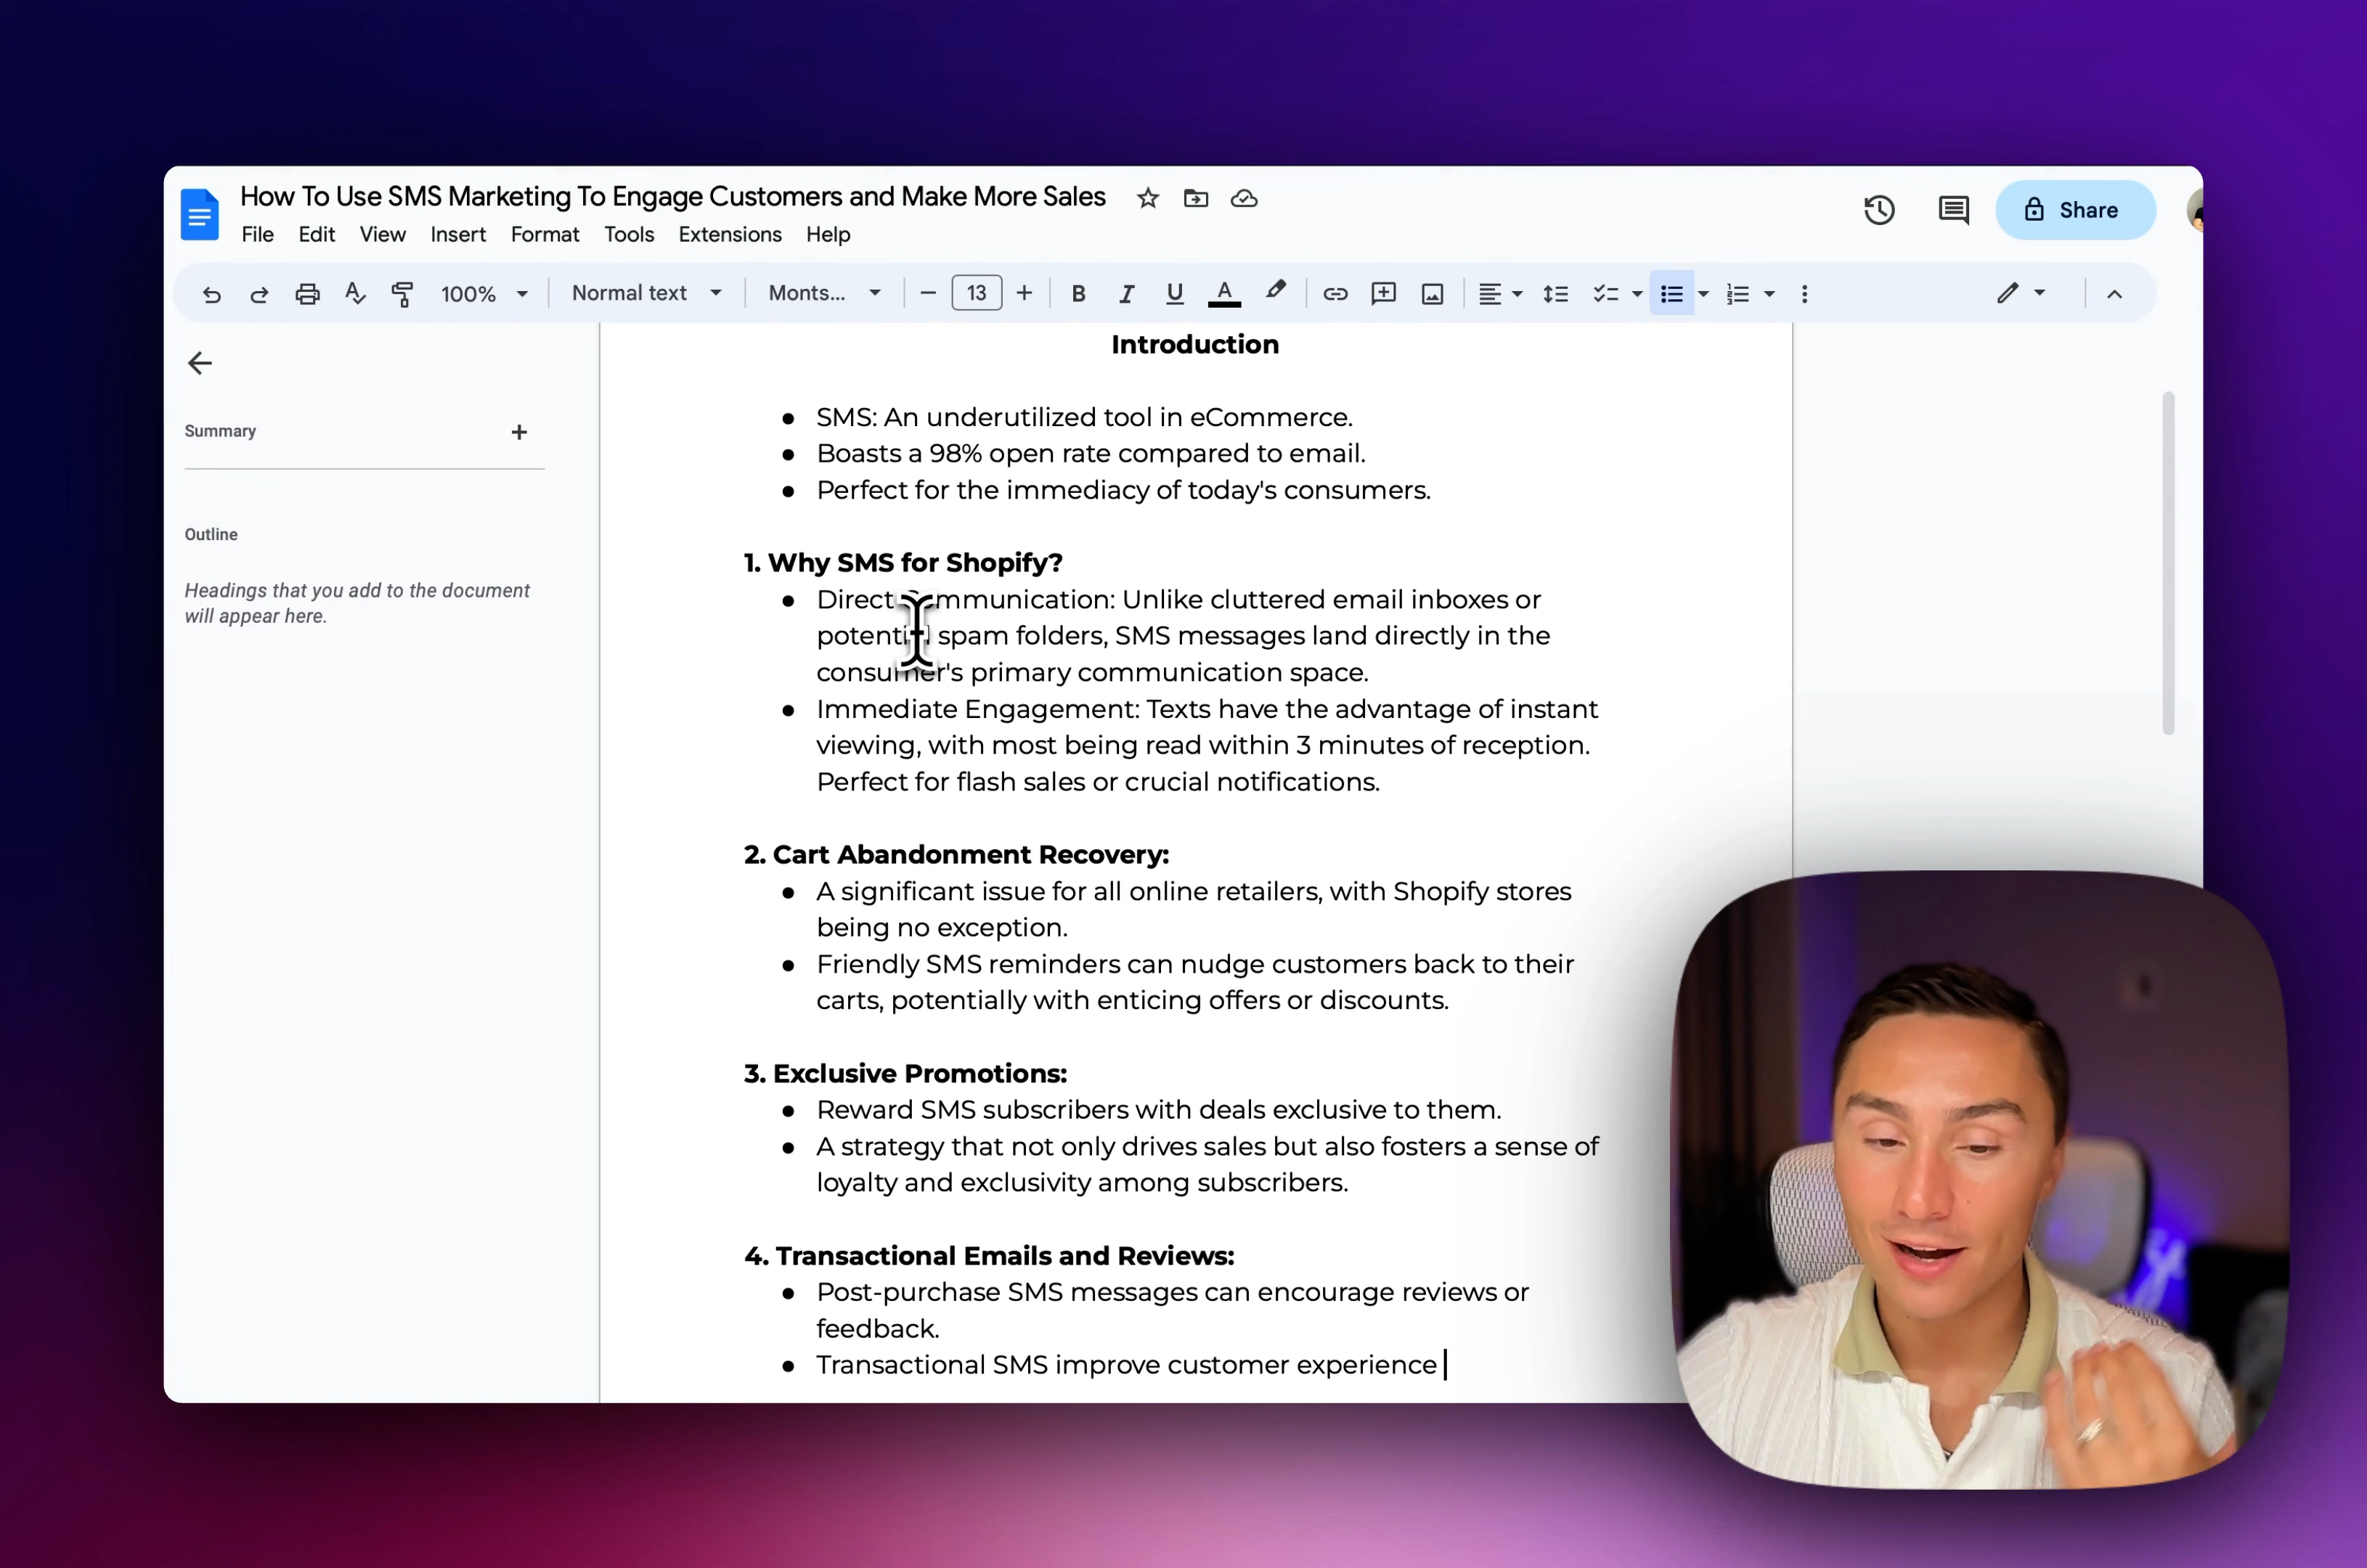 How To Use SMS Marketing To Engage Customers and Make More Sales
Share
File Edit View Insert Format Tools Extensions Help
100% Normal text Monts... 13
Introduction
Summary
Outline
Headings that you add to the document
will appear here.
● SMS: An underutilized tool in eCommerce.
● Boasts a 98% open rate compared to email.
● Perfect for the immediacy of today's consumers.
1. Why SMS for Shopify?
● Direct Communication: Unlike cluttered email inboxes or
potential spam folders, SMS messages land directly in the
consumer's primary communication space.
● Immediate Engagement: Texts have the advantage of instant
viewing, with most being read within 3 minutes of reception.
Perfect for flash sales or crucial notifications.
2. Cart Abandonment Recovery:
● A significant issue for all online retailers, with Shopify stores
being no exception.
● Friendly SMS reminders can nudge customers back to their
carts, potentially with enticing offers or discounts.
3. Exclusive Promotions:
● Reward SMS subscribers with deals exclusive to them.
● A strategy that not only drives sales but also fosters a sense of
loyalty and exclusivity among subscribers.
4. Transactional Emails and Reviews:
● Post-purchase SMS messages can encourage reviews or
feedback.
● Transactional SMS improve customer experience